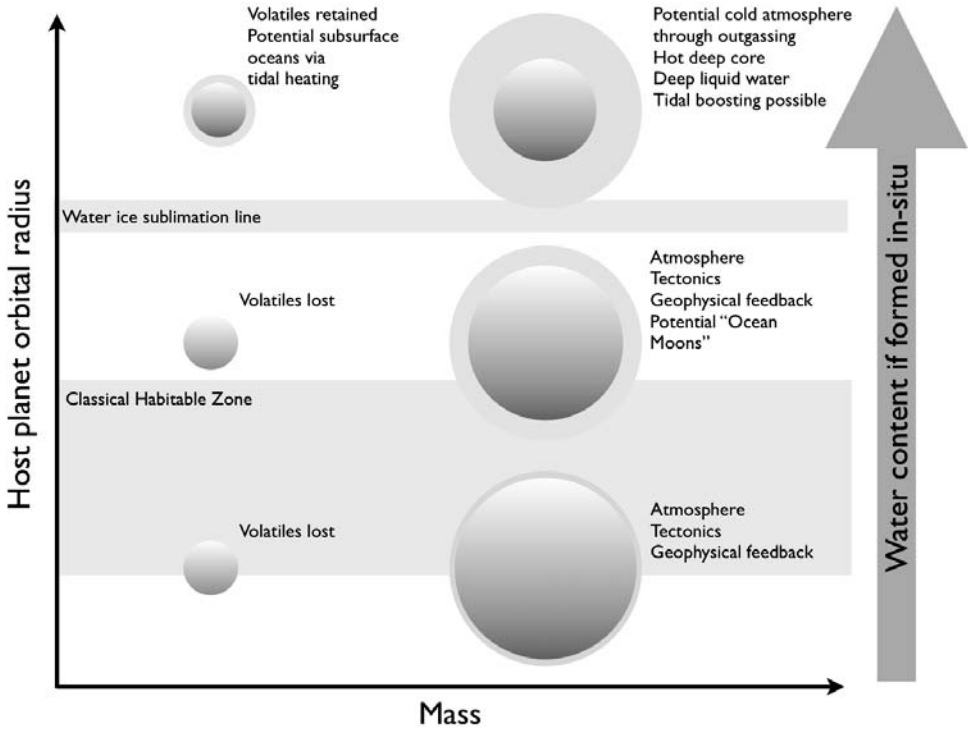 Volatiles retained
Potential subsurface
oceans via
tidal heating
Potential cold atmosphere
through outgassing
Hot deep core
Deep liquid water
Tidal boosting possible
Water ice sublimation line
Volatiles lost
Atmosphere
Tectonics
Geophysical feedback
Potential “Ocean
Moons”
Classical Habitable Zone
Volatiles lost
Atmosphere
Tectonics
Geophysical feedback
Host planet orbital radius
Mass
Water content if formed in-situ